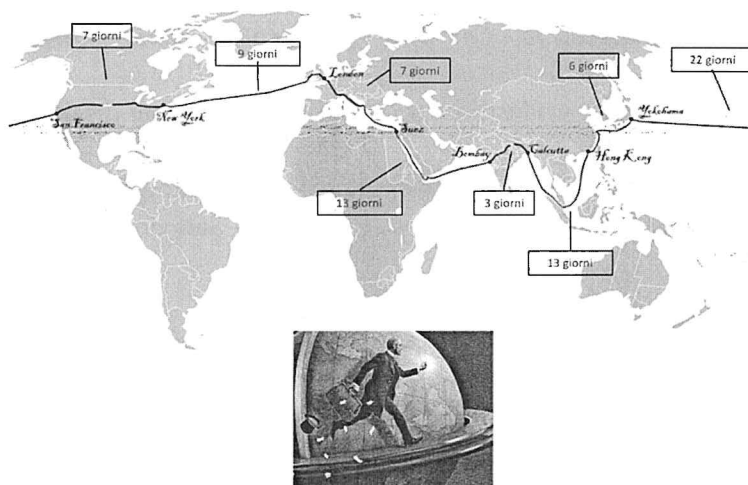 7 giorni
9 giorni
22 giorni
London
7 giorni
6 giorni
San Francisco
New York
Yokohama
Suez
Bombay
Calcutta
Hong Kong
13 giorni
3 giorni
13 giorni